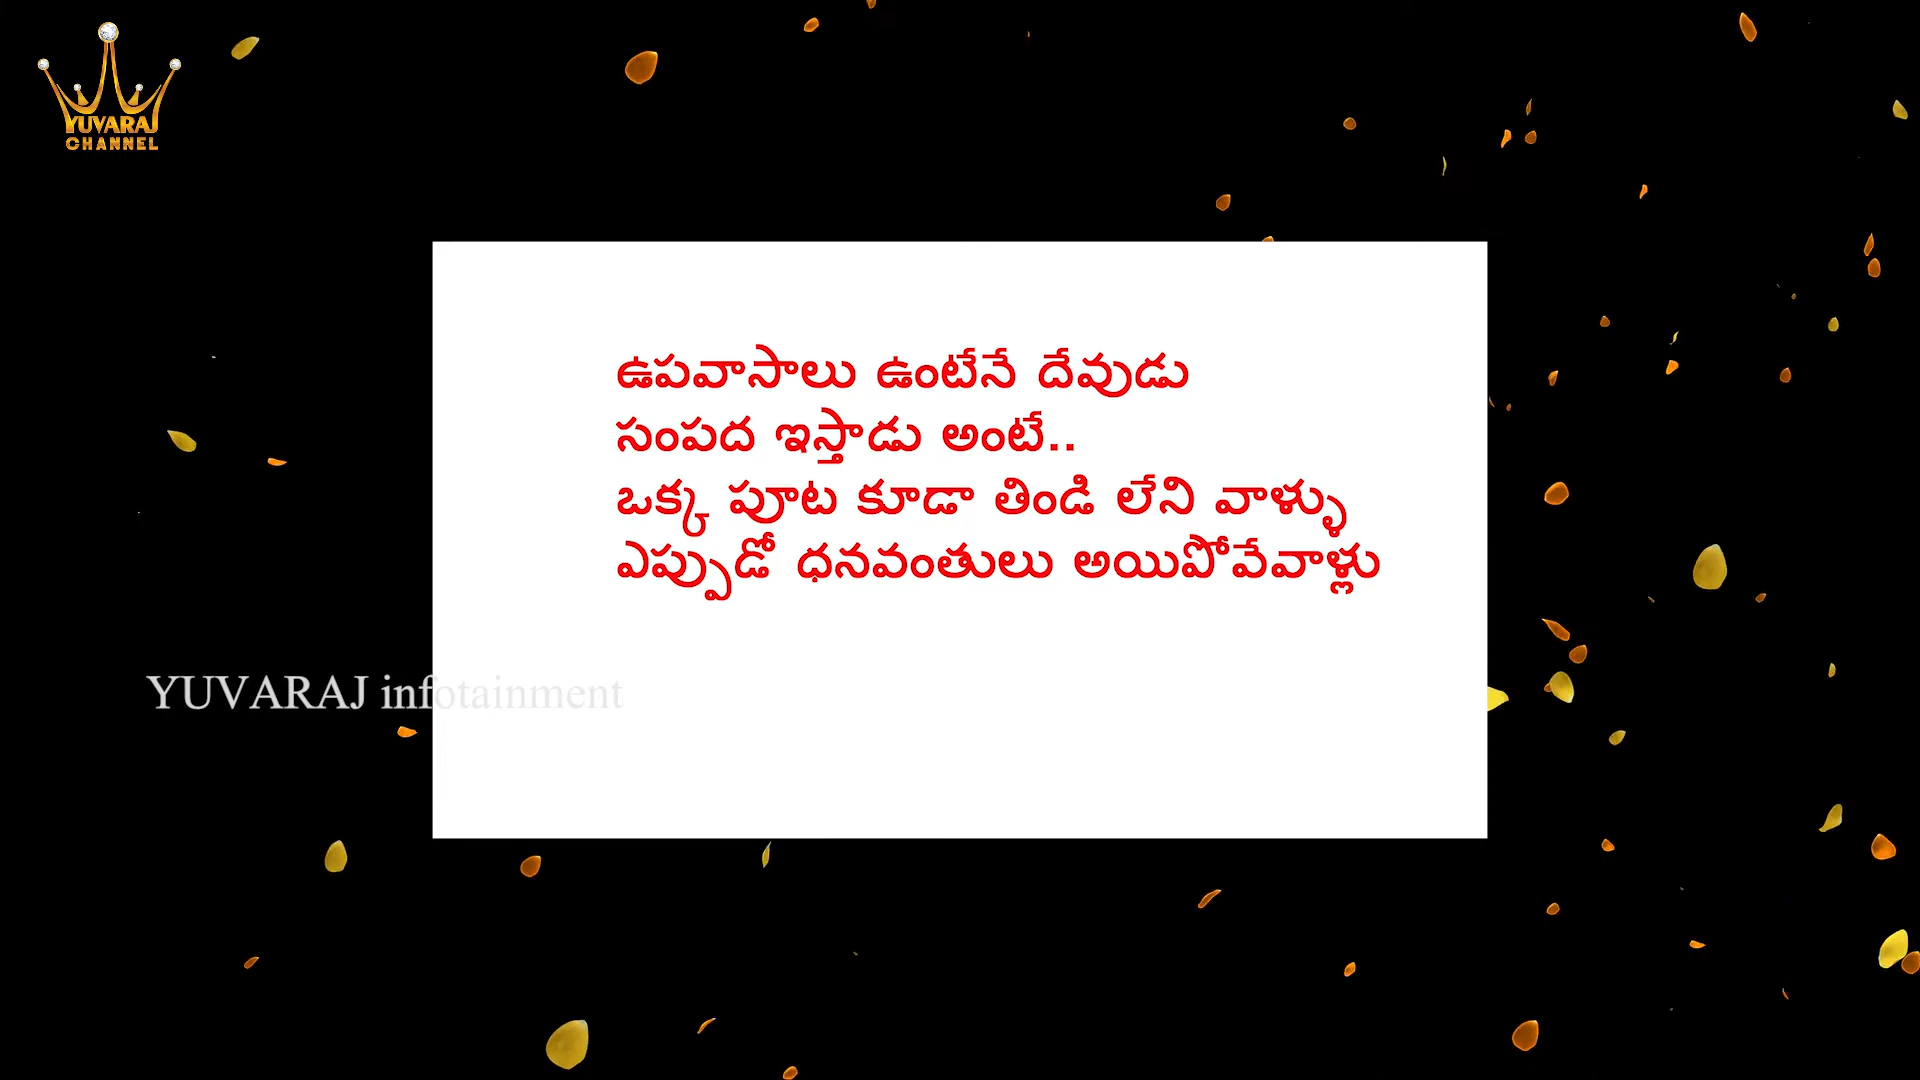 YUVARAJ
CHANNEL
ఉపవాసాలు ఉంటేనే దేవుడు
సంపద ఇస్తాడు అంటే..
ఒక్క పూట కూడా తిండి లేని వాళ్ళు
ఎప్పుడో ధనవంతులు అయిపోవేవాళ్లు
YUVARAJ infotainment